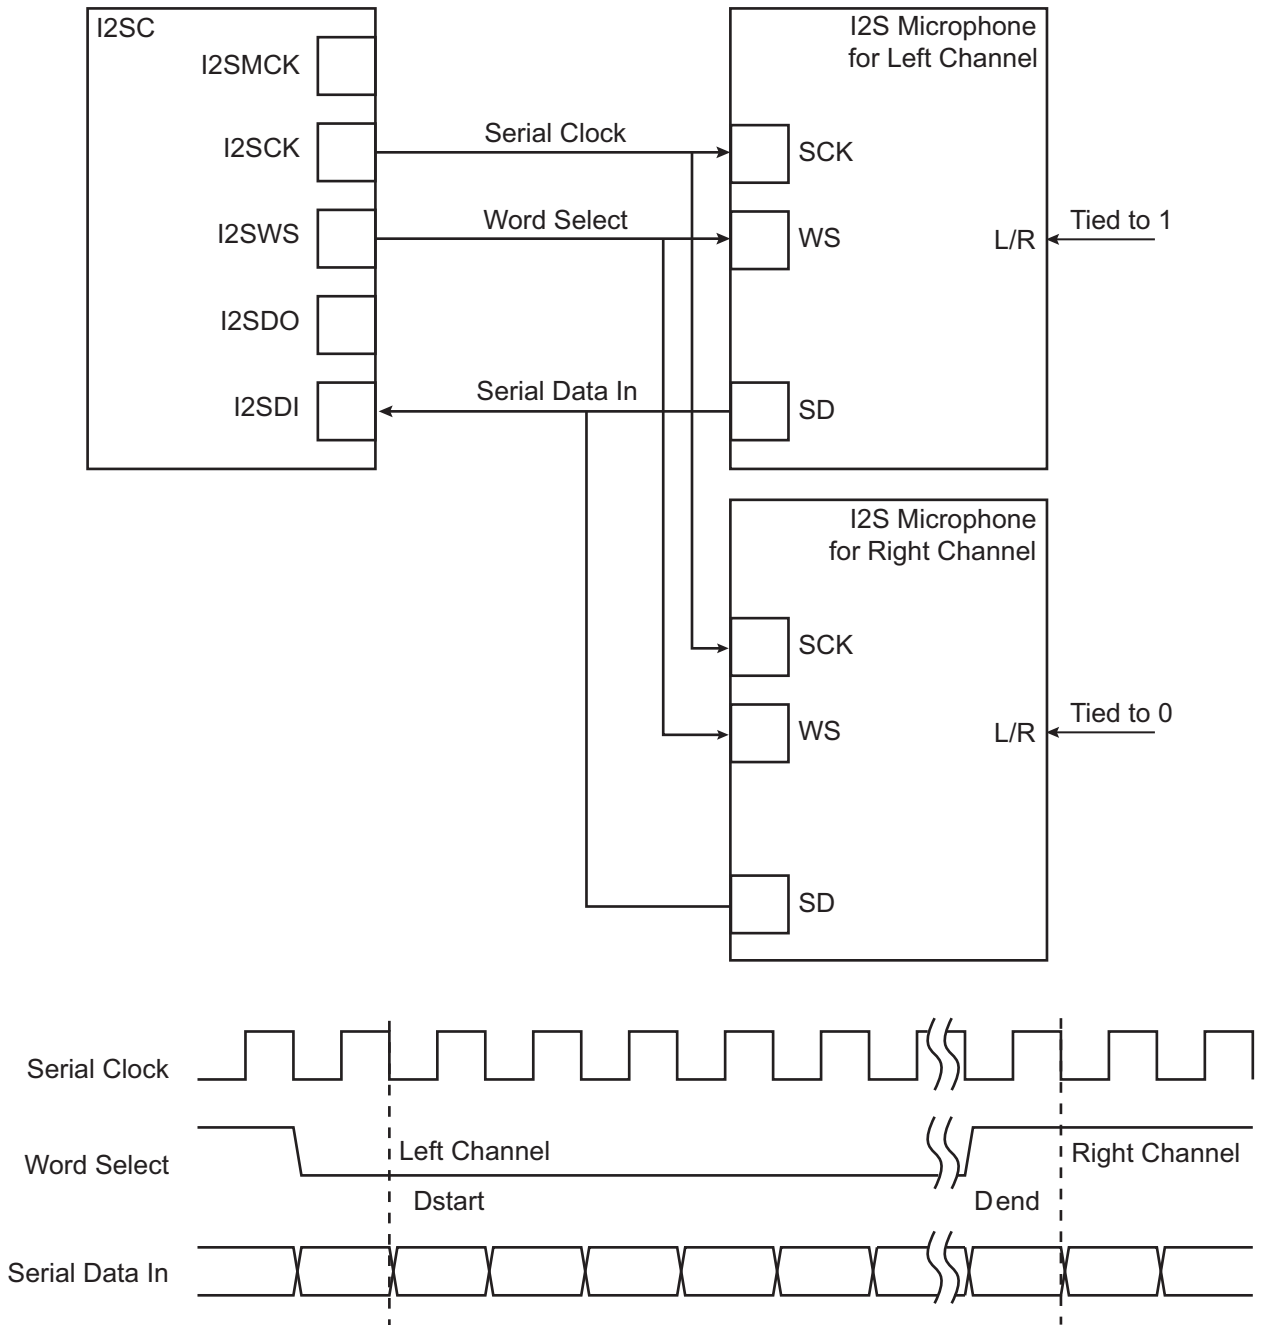 I2SC
I2SMCK
I2SCK
I2SWS
I2SDO
I2SDI
Serial Clock
Word Select
Serial Data In
I2S Microphone
for Left Channel
SCK
WS
L/R
Tied to 1
SD
I2S Microphone
for Right Channel
SCK
WS
L/R
Tied to 0
SD
Serial Clock
Word Select
Left Channel
Right Channel
Dstart
Dend
Serial Data In